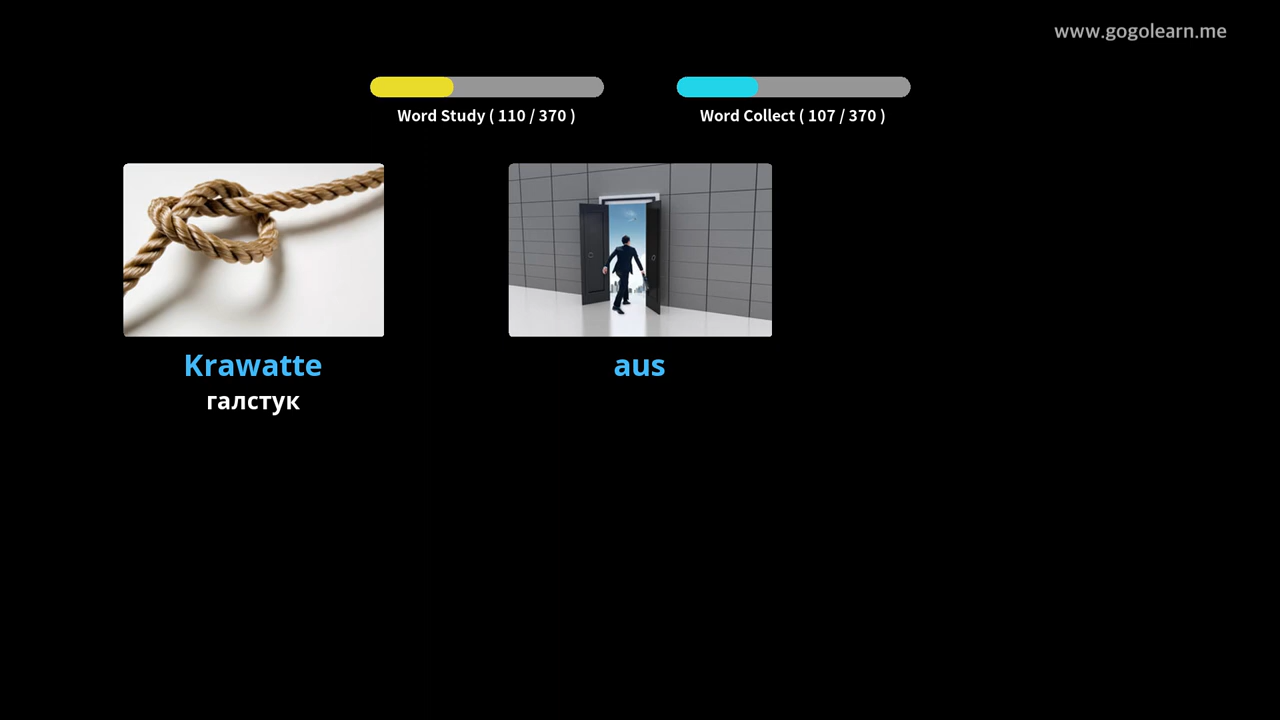 www.gogolearn.me
Word Study ( 110 / 370 )
Word Collect ( 107 / 370 )
Krawatte
галстук
aus